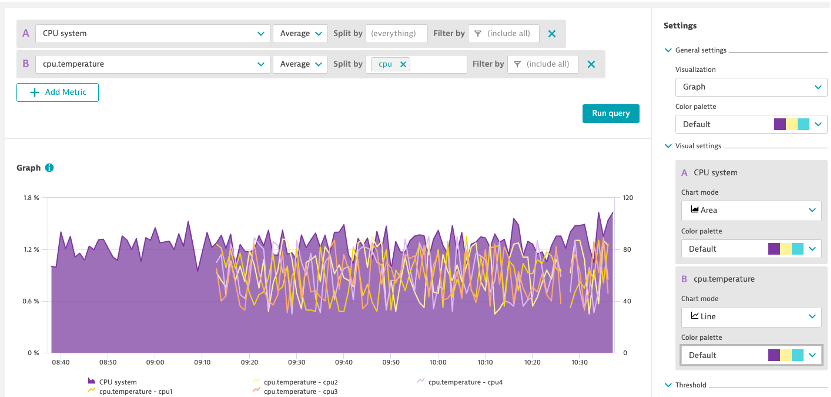 A CPU system Average Split by (everything) Filter by (include all)
B cpu.temperature Average Split by cpu Filter by (include all)
Add Metric
Run query
Graph
1.8 %
1.2 %
0.6 %
0 %
120
80
40
0
08:40 08:50 09:00 09:10 09:20 09:30 09:40 09:50 10:00 10:10 10:20 10:30
CPU system cpu.temperature - cpu2 cpu.temperature - cpu4
cpu.temperature - cpu1 cpu.temperature - cpu3
Settings
General settings
Visualization
Graph
Color palette
Default
Visual settings
A CPU system
Chart mode
Area
Color palette
Default
B cpu.temperature
Chart mode
Line
Color palette
Default
Threshold